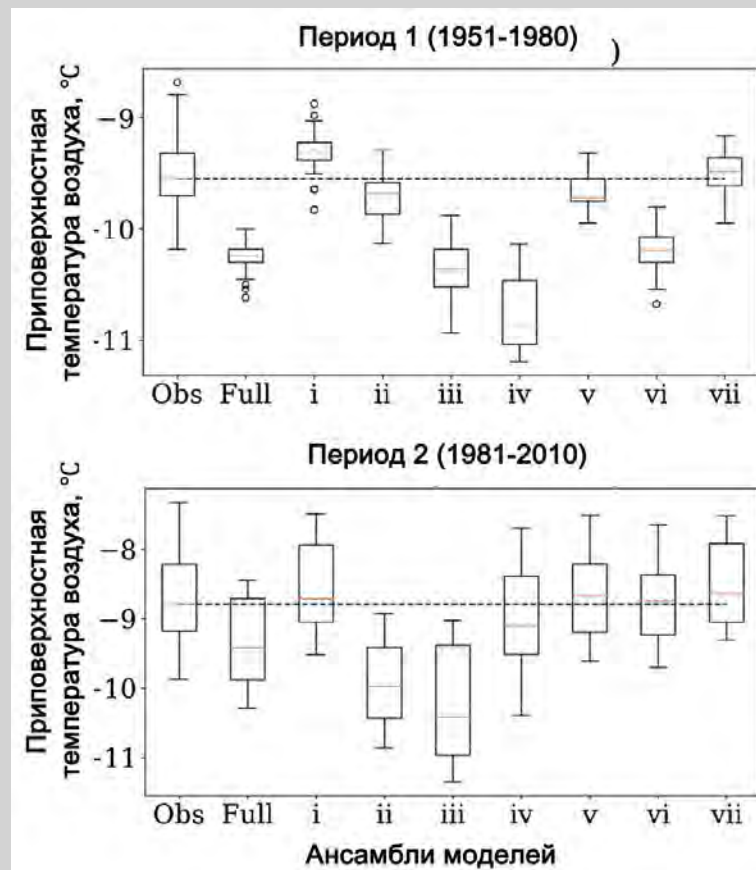 Период 1 (1951-1980) )
Приповерхностная
температура воздуха, °C
−9
−10
-11
Obs Full i ii iii iv v vi vii
Период 2 (1981-2010)
Приповерхностная
температура воздуха, °C
−8
−9
-10
-11
Obs Full i ii iii iv v vi vii
Ансамбли моделей